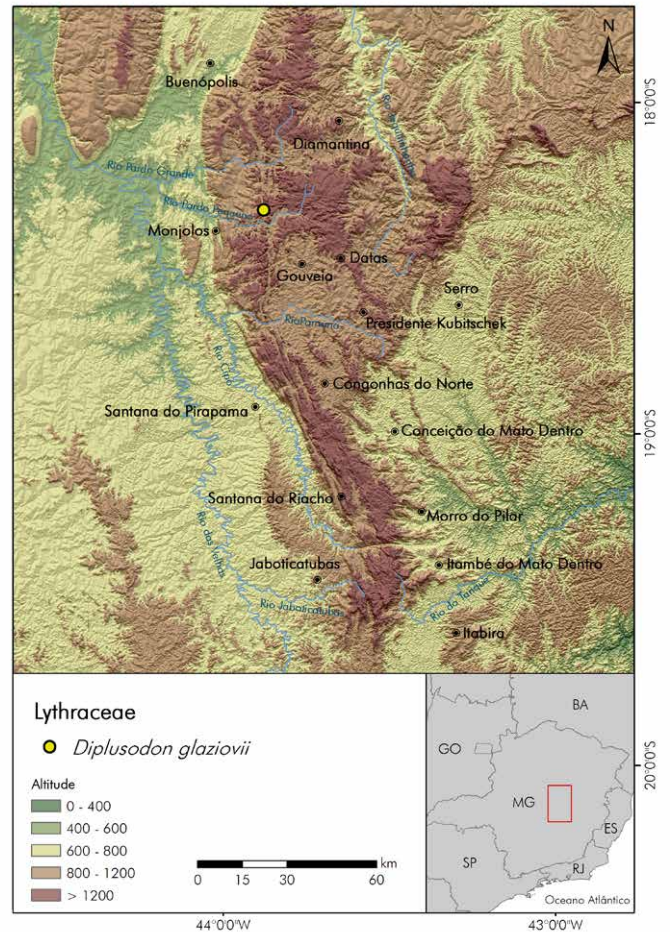 N
18°0'0"S
Buenópolis
Diamantina
Rio Jequitinhonha
Rio Pardo Grande
Rio Pardo Pequeno
Monjolos
Datas
Gouveia
Serro
Presidente Kubitschek
Rio Cipó
Congonhas do Norte
Santana do Pirapama
19°0'0"S
Conceição do Mato Dentro
Santana do Riacho
Morro do Pilar
Rio das Velhas
Itambé do Mato Dentro
Jaboticatubas
Rio Jaboticatubas
Rio do Tanque
Itabira
Lythraceae
Diplusodon glaziovii
Altitude
0 - 400
400 - 600
600 - 800
800 - 1200
> 1200
km
0 15 30 60
BA
GO
20°0'0"S
MG
ES
SP
RJ
Oceano Atlântico
44°0'0"W
43°0'0"W